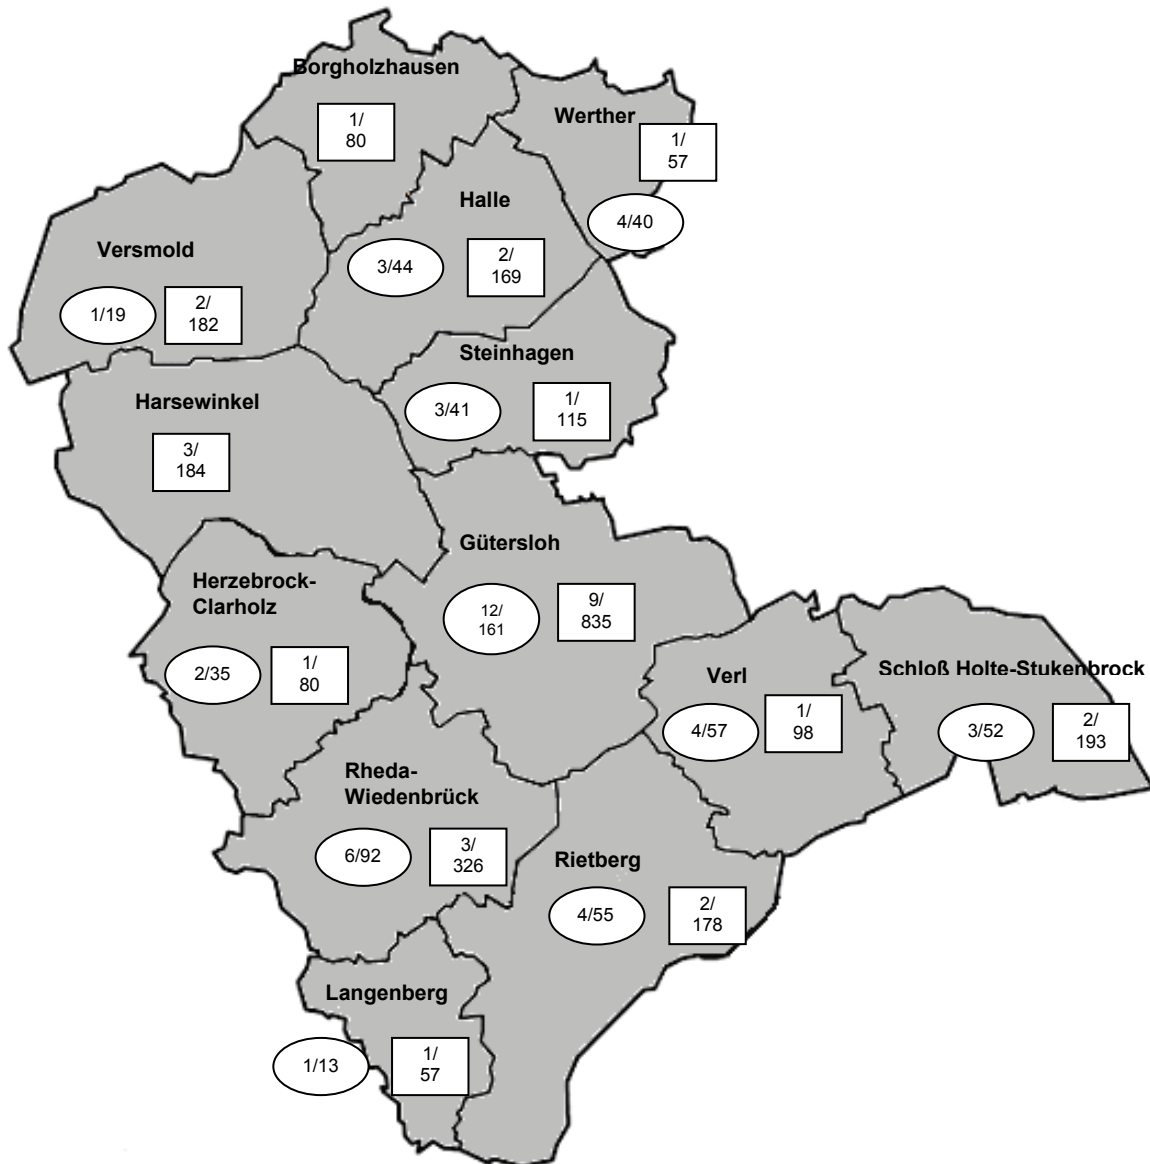 Borgholzhausen
1/
80
Werther
1/
57
4/40
Halle
3/44
2/
169
Versmold
1/19
2/
182
Steinhagen
3/41
1/
115
Harsewinkel
3/
184
Gütersloh
12/
161
9/
835
Herzebrock-
Clarholz
2/35
1/
80
Verl
4/57
1/
98
Schloß Holte-Stukenbrock
3/52
2/
193
Rheda-
Wiedenbrück
6/92
3/
326
Rietberg
4/55
2/
178
Langenberg
1/13
1/
57